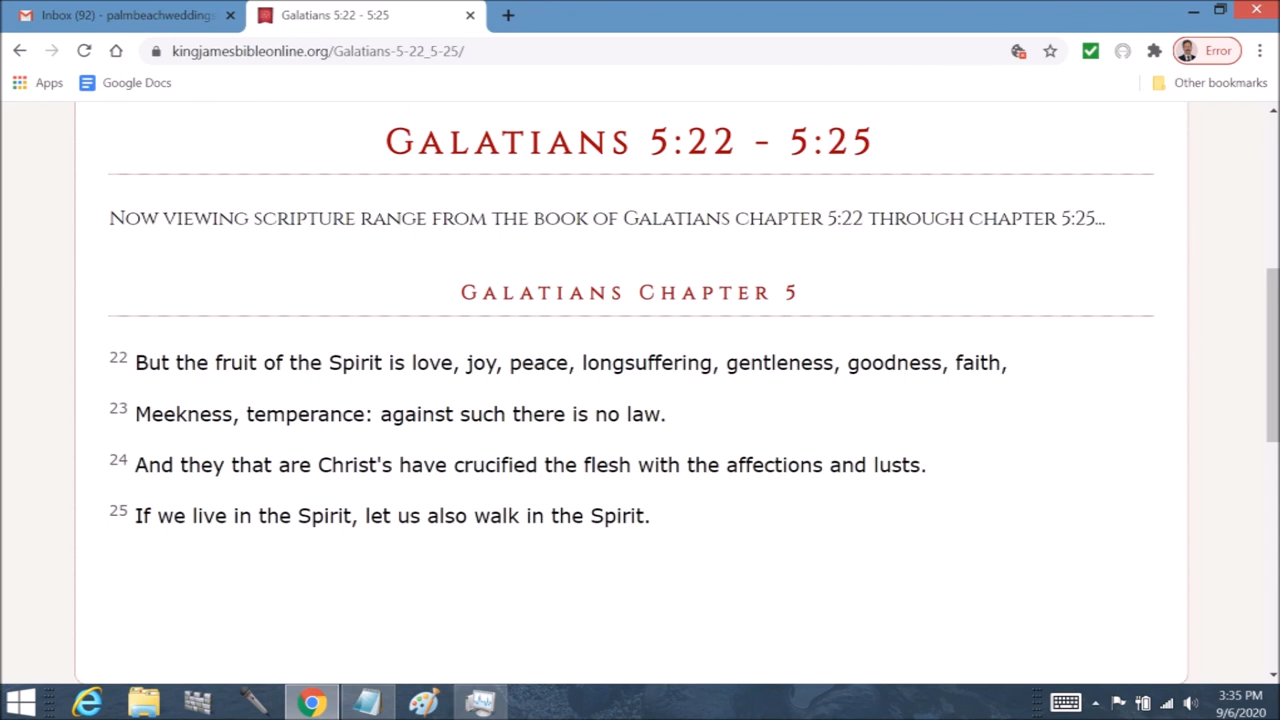 Inbox (92) - palmbeachwedding
Galatians 5:22 - 5:25
kingjamesbibleonline.org/Galatians-5-22_5-25/
Error
Apps
Google Docs
Other bookmarks
GALATIANS 5:22 - 5:25
NOW VIEWING SCRIPTURE RANGE FROM THE BOOK OF GALATIANS CHAPTER 5:22 THROUGH CHAPTER 5:25...
GALATIANS CHAPTER 5
22 But the fruit of the Spirit is love, joy, peace, longsuffering, gentleness, goodness, faith,
23 Meekness, temperance: against such there is no law.
24 And they that are Christ's have crucified the flesh with the affections and lusts.
25 If we live in the Spirit, let us also walk in the Spirit.
3:35 PM
9/6/2020